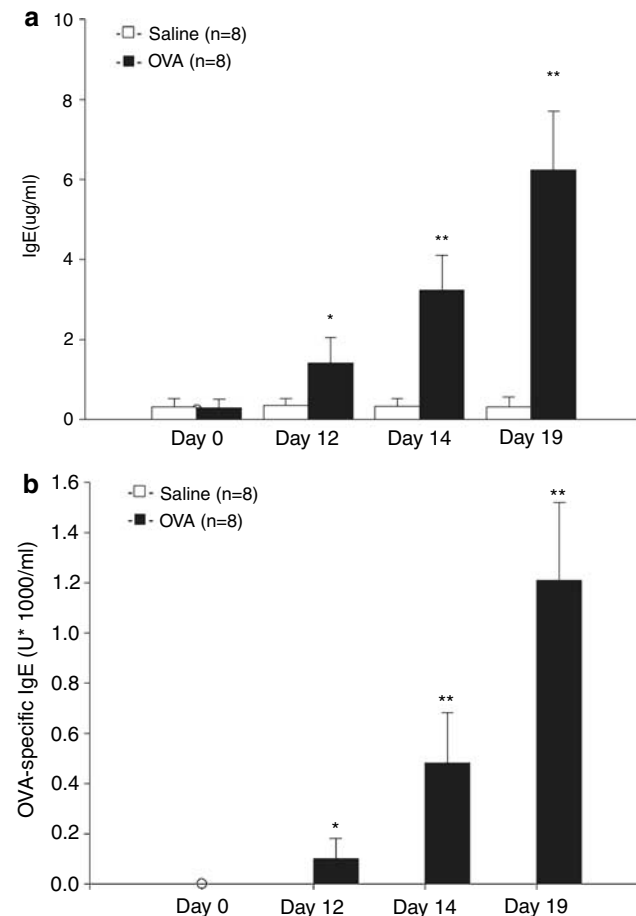 a
IgE(ug/ml)
10
8
6
4
2
0
Saline (n=8)
OVA (n=8)
*
**
**
Day 0 Day 12 Day 14 Day 19
b
OVA-specific IgE (U* 1000/ml)
1.6
1.4
1.2
1.0
0.8
0.6
0.4
0.2
0.0
Saline (n=8)
OVA (n=8)
*
**
**
Day 0 Day 12 Day 14 Day 19